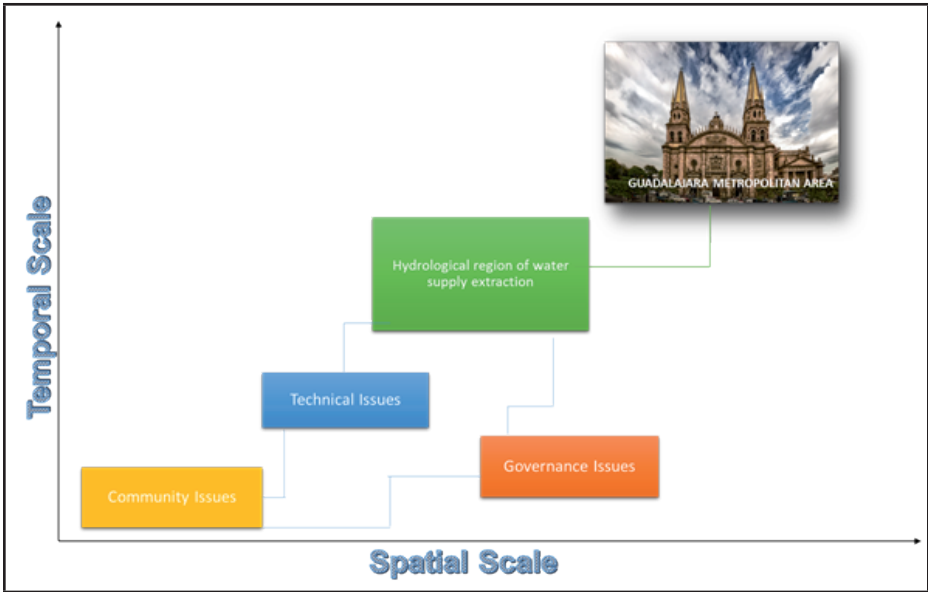 GUADALAJARA METROPOLITAN AREA
Hydrological region of water
supply extraction
Technical Issues
Governance Issues
Community Issues
Temporal Scale
Spatial Scale